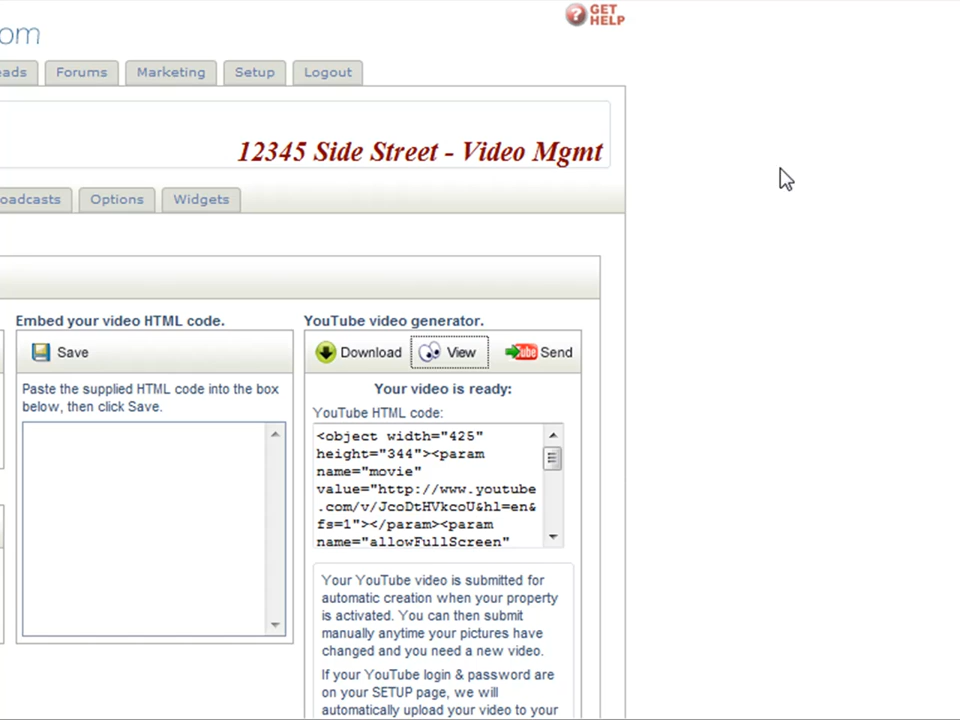 GET
HELP
om
eads Forums Marketing Setup Logout
12345 Side Street - Video Mgmt
oadcasts Options Widgets
Embed your video HTML code.
Save
Paste the supplied HTML code into the box
below, then click Save.
YouTube video generator.
Download View Tube Send
Your video is ready:
YouTube HTML code:
<object width="425"
height="344"><param
name="movie"
value="http://www.youtube
.com/v/JcoDtHVkcoU&hl=en&
fs=1"></param><param
name="allowFullScreen"
Your YouTube video is submitted for
automatic creation when your property
is activated. You can then submit
manually anytime your pictures have
changed and you need a new video.
If your YouTube login & password are
on your SETUP page, we will
automatically upload your video to your